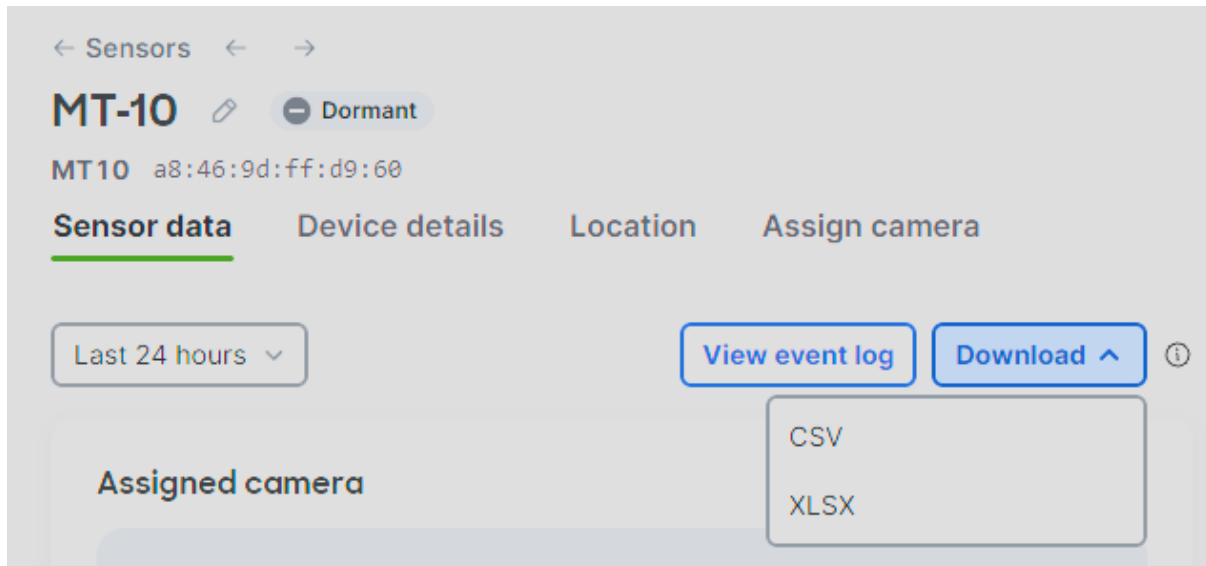 Sensors
MT-10 Dormant
MT10 a8:46:9d:ff:d9:60
Sensor data Device details Location Assign camera
Last 24 hours View event log Download
CSV
Assigned camera
XLSX